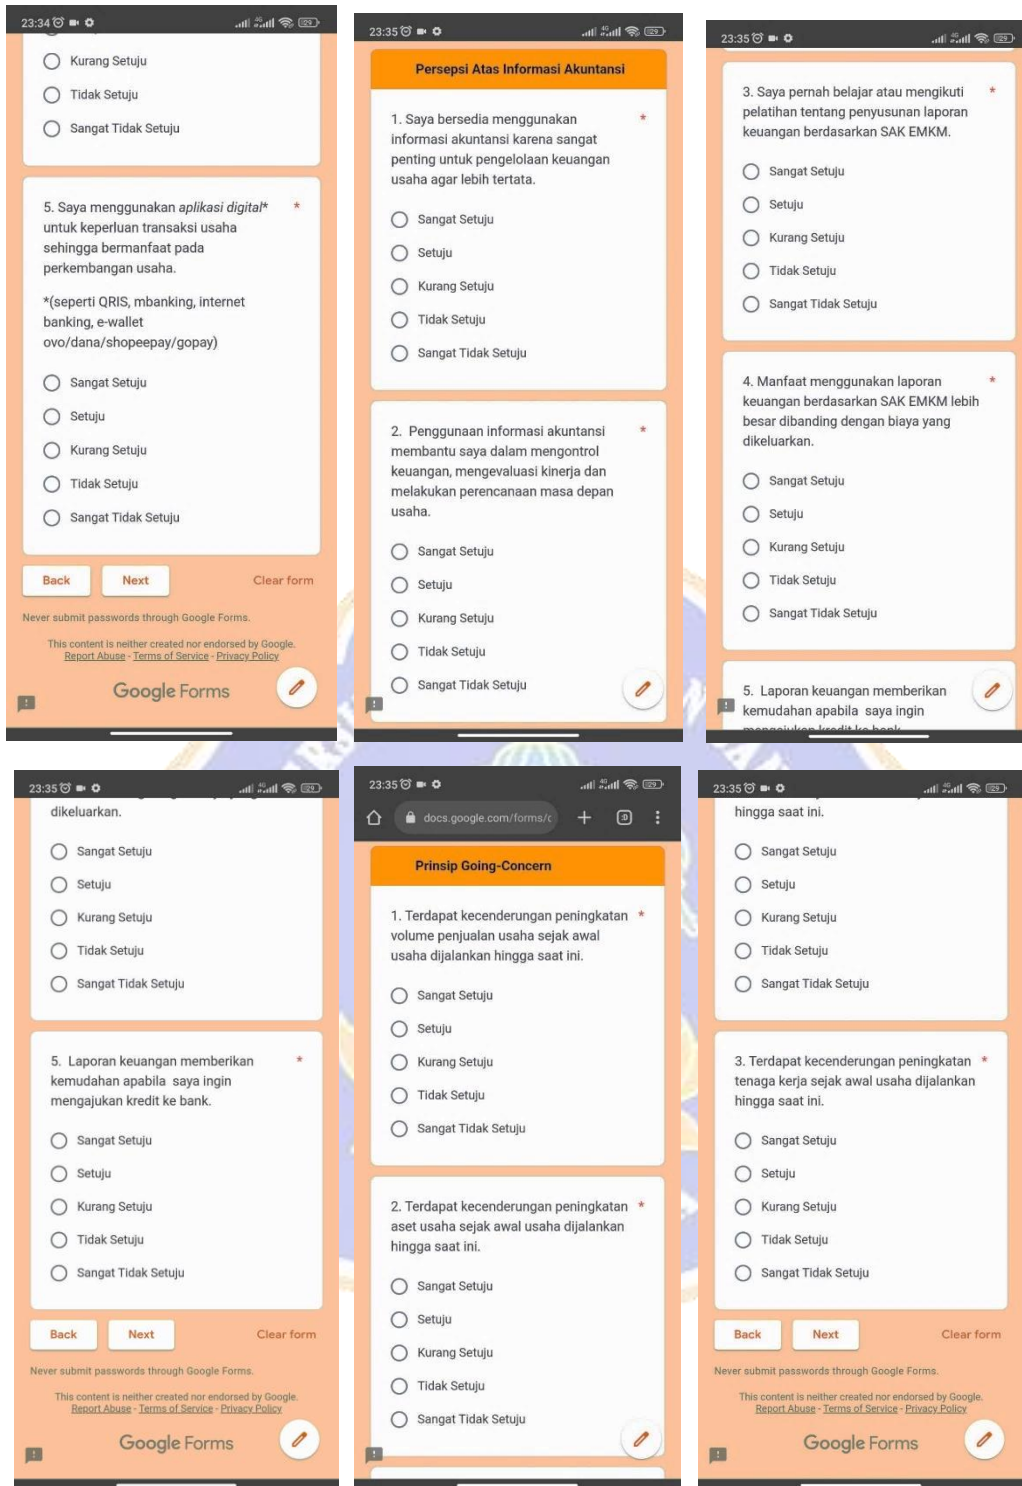 23:34
Kurang Setuju
Tidak Setuju
Sangat Tidak Setuju
5. Saya menggunakan aplikasi digital* *
untuk keperluan transaksi usaha
sehingga bermanfaat pada
perkembangan usaha.
*(seperti QRIS, mbanking, internet
banking, e-wallet
ovo/dana/shopeepay/gopay)
Sangat Setuju
Setuju
Kurang Setuju
Tidak Setuju
Sangat Tidak Setuju
Back Next Clear form
Never submit passwords through Google Forms.
This content is neither created nor endorsed by Google.
Report Abuse - Terms of Service - Privacy Policy
Google Forms
23:35
Persepsi Atas Informasi Akuntansi
1. Saya bersedia menggunakan *
informasi akuntansi karena sangat
penting untuk pengelolaan keuangan
usaha agar lebih tertata.
Sangat Setuju
Setuju
Kurang Setuju
Tidak Setuju
Sangat Tidak Setuju
2. Penggunaan informasi akuntansi *
membantu saya dalam mengontrol
keuangan, mengevaluasi kinerja dan
melakukan perencanaan masa depan
usaha.
Sangat Setuju
Setuju
Kurang Setuju
Tidak Setuju
Sangat Tidak Setuju
23:35
3. Saya pernah belajar atau mengikuti *
pelatihan tentang penyusunan laporan
keuangan berdasarkan SAK EMKM.
Sangat Setuju
Setuju
Kurang Setuju
Tidak Setuju
Sangat Tidak Setuju
4. Manfaat menggunakan laporan *
keuangan berdasarkan SAK EMKM lebih
besar dibanding dengan biaya yang
dikeluarkan.
Sangat Setuju
Setuju
Kurang Setuju
Tidak Setuju
Sangat Tidak Setuju
5. Laporan keuangan memberikan
kemudahan apabila saya ingin
mengajukan kredit ke bank
23:35
dikeluarkan.
Sangat Setuju
Setuju
Kurang Setuju
Tidak Setuju
Sangat Tidak Setuju
5. Laporan keuangan memberikan *
kemudahan apabila saya ingin
mengajukan kredit ke bank.
Sangat Setuju
Setuju
Kurang Setuju
Tidak Setuju
Sangat Tidak Setuju
Back Next Clear form
Never submit passwords through Google Forms.
This content is neither created nor endorsed by Google.
Report Abuse - Terms of Service - Privacy Policy
Google Forms
23:35
docs.google.com/forms/c
Prinsip Going-Concern
1. Terdapat kecenderungan peningkatan *
volume penjualan usaha sejak awal
usaha dijalankan hingga saat ini.
Sangat Setuju
Setuju
Kurang Setuju
Tidak Setuju
Sangat Tidak Setuju
2. Terdapat kecenderungan peningkatan *
aset usaha sejak awal usaha dijalankan
hingga saat ini.
Sangat Setuju
Setuju
Kurang Setuju
Tidak Setuju
Sangat Tidak Setuju
23:35
hingga saat ini.
Sangat Setuju
Setuju
Kurang Setuju
Tidak Setuju
Sangat Tidak Setuju
3. Terdapat kecenderungan peningkatan *
tenaga kerja sejak awal usaha dijalankan
hingga saat ini.
Sangat Setuju
Setuju
Kurang Setuju
Tidak Setuju
Sangat Tidak Setuju
Back Next Clear form
Never submit passwords through Google Forms.
This content is neither created nor endorsed by Google.
Report Abuse - Terms of Service - Privacy Policy
Google Forms